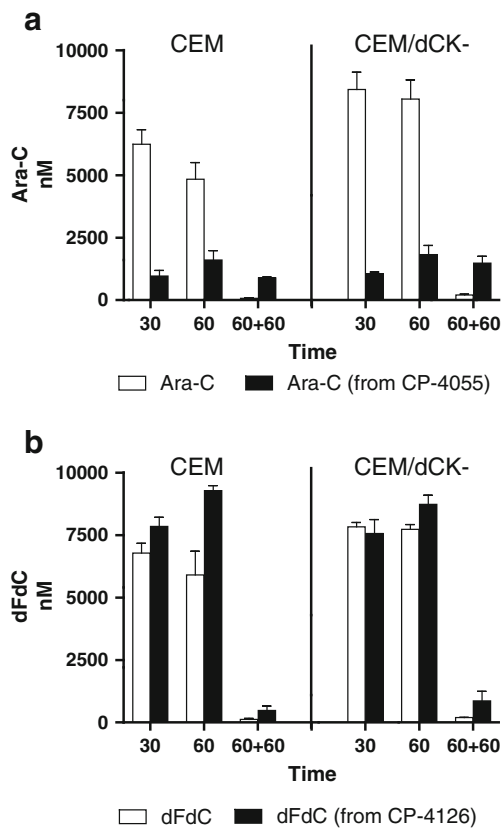 a
CEM CEM/dCK-
10000
7500
5000
2500
0
Ara-C
nM
30 60 60+60 30 60 60+60
Time
Ara-C Ara-C (from CP-4055)
b
CEM CEM/dCK-
10000
7500
5000
2500
0
dFdC
nM
30 60 60+60 30 60 60+60
Time
dFdC dFdC (from CP-4126)